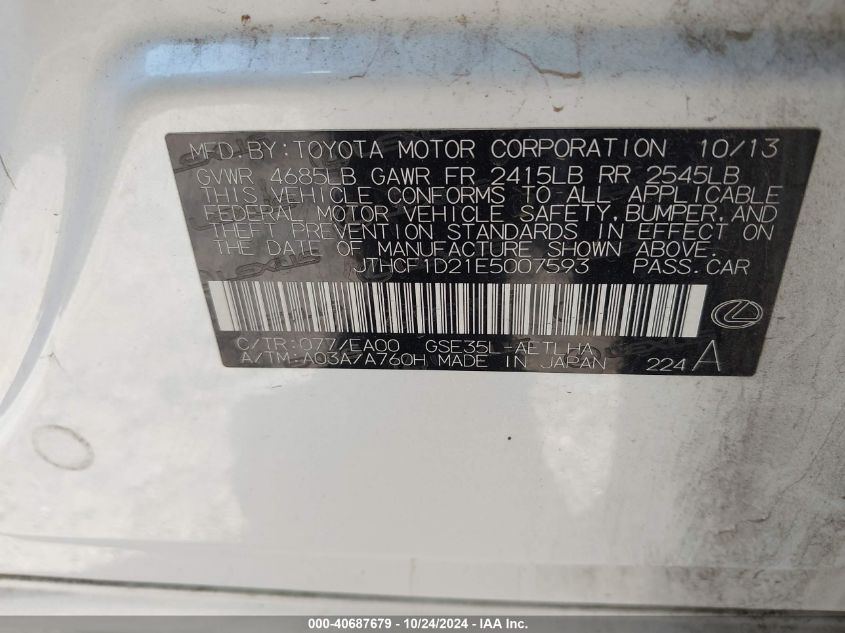 MFD.BY:TOYOTA MOTOR CORPORATION 10/13
GVWR 4685LB GAWR FR 2415LB RR 2545LB
THIS VEHICLE CONFORMS TO ALL APPLICABLE
FEDERAL MOTOR VEHICLE SAFETY,BUMPER,AND
THEFT PREVENTION STANDARDS IN EFFECT ON
THE DATE OF MANUFACTURE SHOWN ABOVE.
JTHCF1D21E5007593 PASS.CAR
C/TR:077/EA00 GSE35L-AETLHA
A/TM:A03A/A760H MADE IN JAPAN 224 A
000-40687679 / 10/24/2024 - IAA Inc.